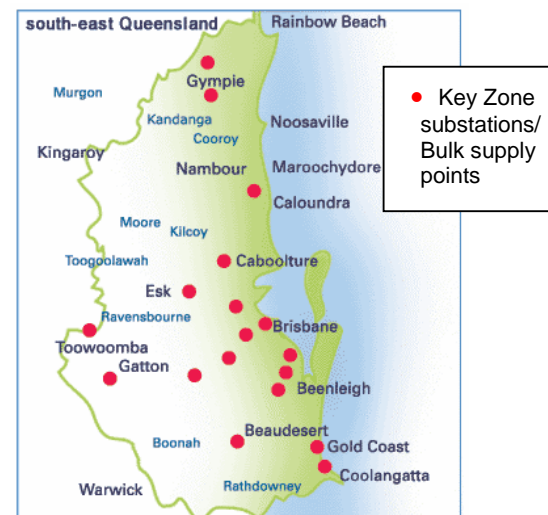 south-east Queensland
Rainbow Beach
Gympie
Murgon
Kandanga
Noosaville
Cooroy
Kingaroy
Nambour
Maroochydore
Caloundra
Moore
Kilcoy
Toogoolawah
Caboolture
Esk
Ravensbourne
Brisbane
Toowoomba
Gatton
Beenleigh
Beaudesert
Boonah
Gold Coast
Coolangatta
Warwick
Rathdowney
• Key Zone
substations/
Bulk supply
points